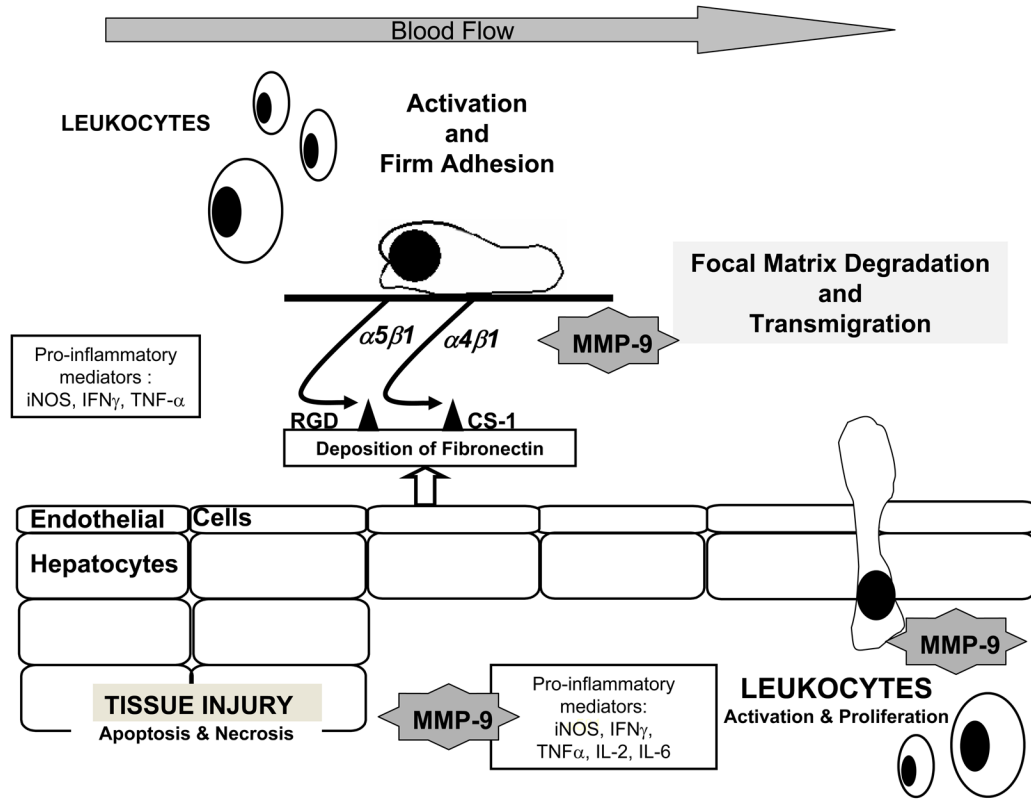 Blood Flow
LEUKOCYTES
Activation
and
Firm Adhesion
Focal Matrix Degradation
and
Transmigration
α5β1
α4β1
MMP-9
Pro-inflammatory
mediators :
iNOS, IFNγ, TNF-α
RGD
CS-1
Deposition of Fibronectin
Endothelial Cells
Hepatocytes
MMP-9
TISSUE INJURY
Apoptosis & Necrosis
MMP-9
Pro-inflammatory
mediators:
iNOS, IFNγ,
TNFα, IL-2, IL-6
LEUKOCYTES
Activation & Proliferation